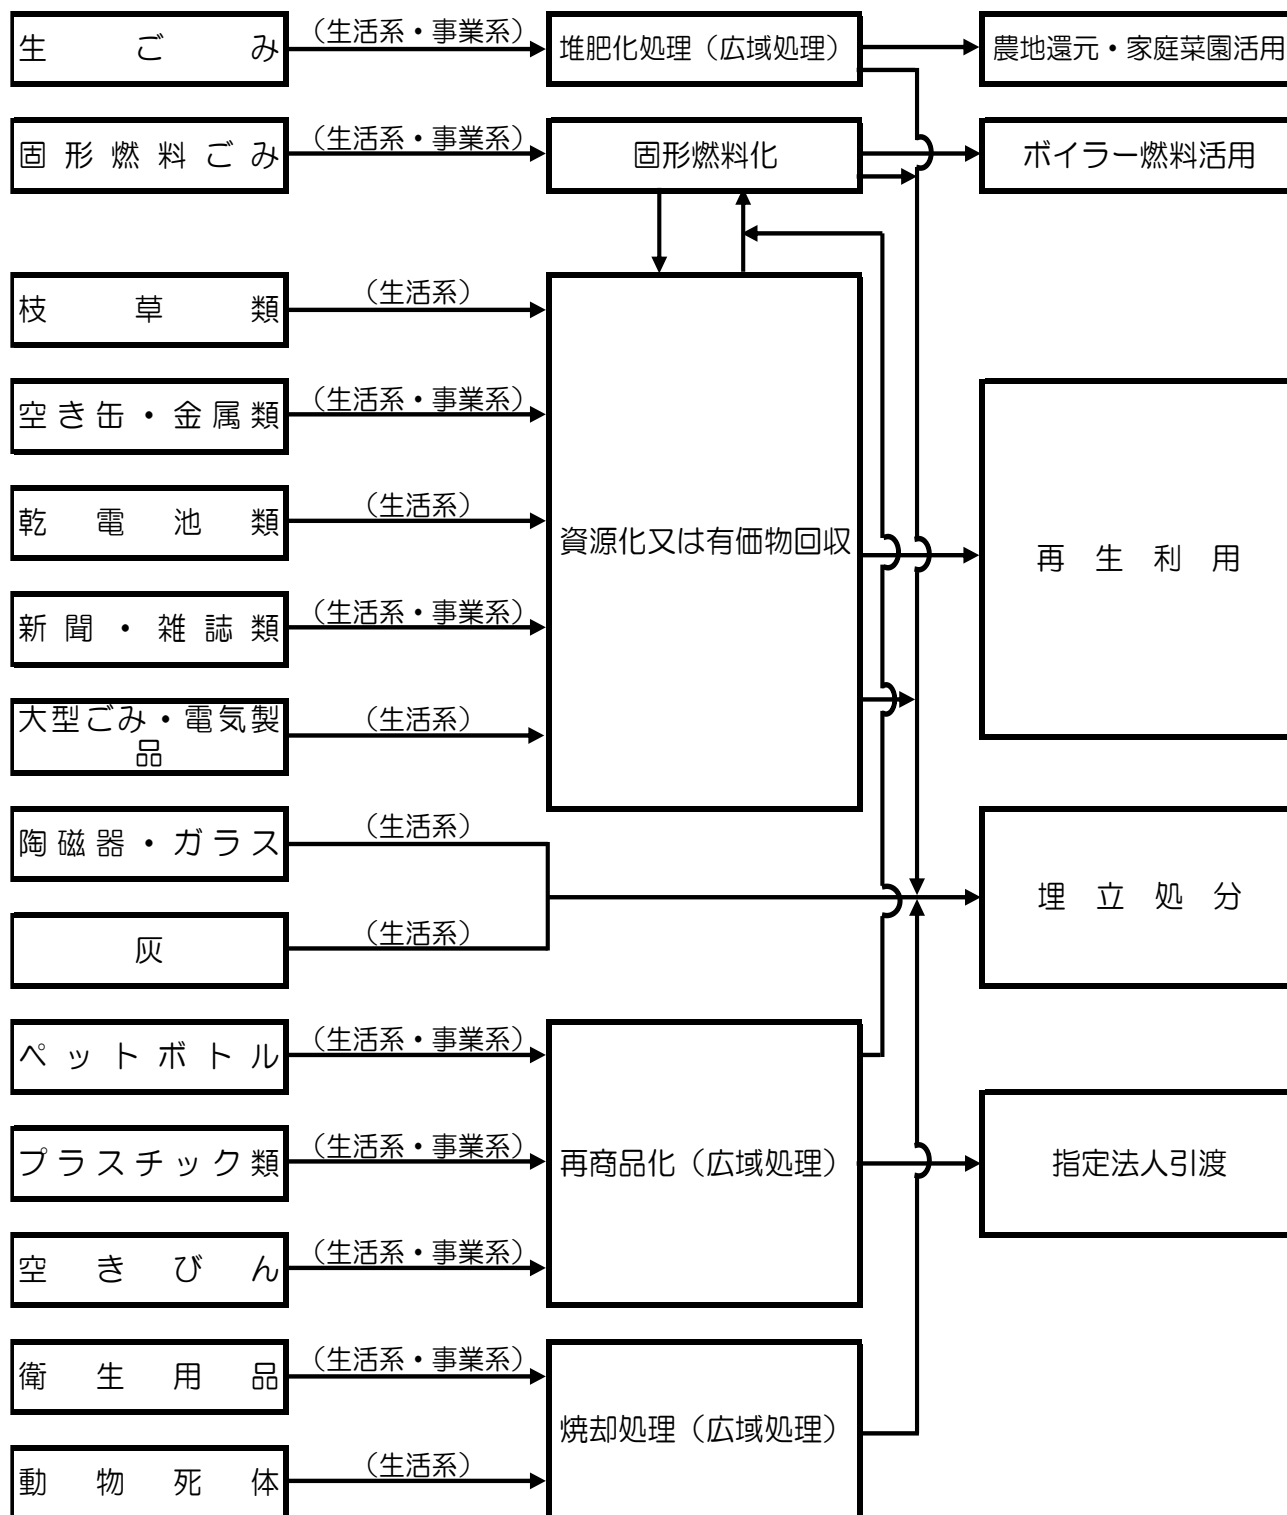 生ごみ
（生活系・事業系）
堆肥化処理（広域処理）
農地還元・家庭菜園活用
固形燃料ごみ
（生活系・事業系）
固形燃料化
ボイラー燃料活用
枝草類
（生活系）
空き缶・金属類
（生活系・事業系）
乾電池類
（生活系）
資源化又は有価物回収
再生利用
新聞・雑誌類
（生活系・事業系）
大型ごみ・電気製
品
（生活系）
陶磁器・ガラス
（生活系）
埋立処分
灰
（生活系）
ペットボトル
（生活系・事業系）
プラスチック類
（生活系・事業系）
再商品化（広域処理）
指定法人引渡
空きびん
（生活系・事業系）
衛生用品
（生活系・事業系）
焼却処理（広域処理）
動物死体
（生活系）